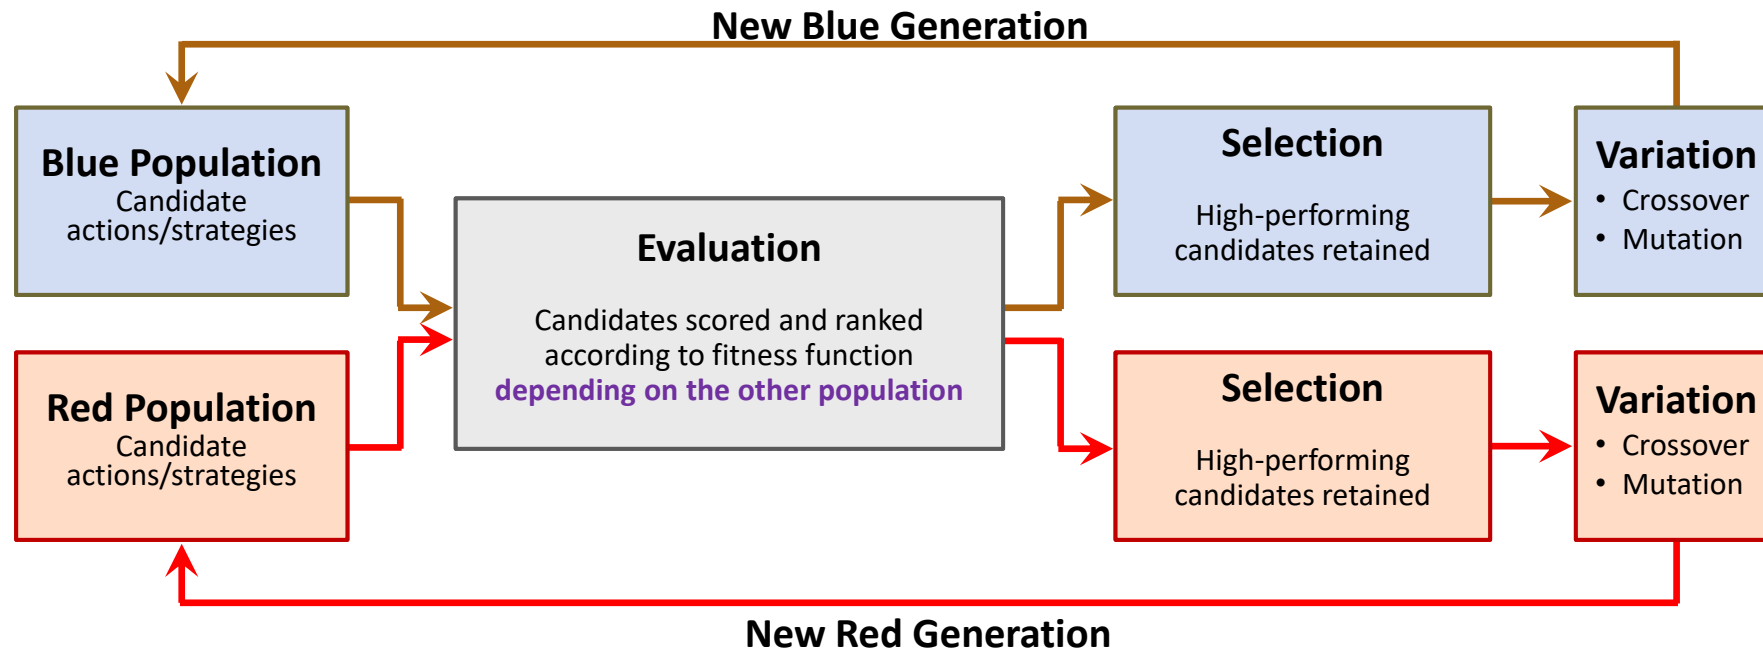 New Blue Generation
Blue Population
Candidate
actions/strategies
Evaluation
Candidates scored and ranked
according to fitness function
depending on the other population
Selection
High-performing
candidates retained
Variation
• Crossover
• Mutation
Red Population
Candidate
actions/strategies
Selection
High-performing
candidates retained
Variation
• Crossover
• Mutation
New Red Generation